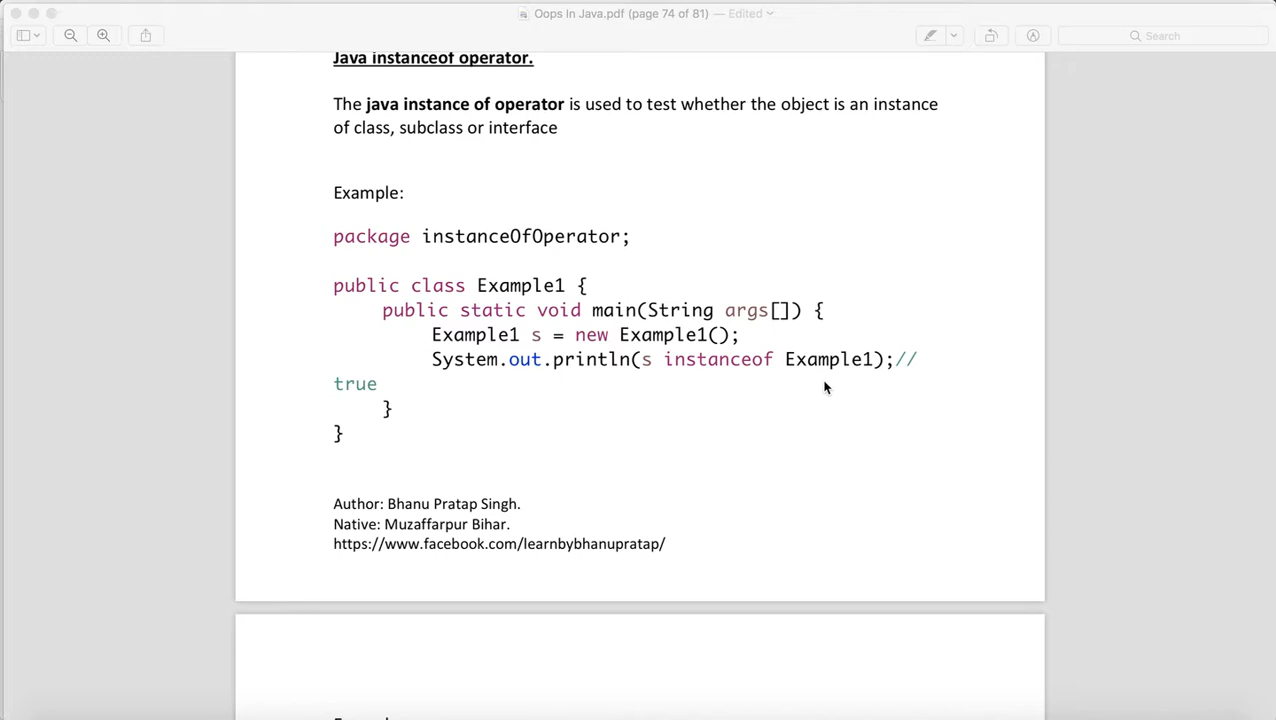 Oops In Java.pdf (page 74 of 81) — Edited
Search
Java instanceof operator.
The java instance of operator is used to test whether the object is an instance
of class, subclass or interface
Example:
package instanceOfOperator;
public class Example1 {
public static void main(String args[]) {
Example1 s = new Example1();
System.out.println(s instanceof Example1);//
true
}
}
Author: Bhanu Pratap Singh.
Native: Muzaffarpur Bihar.
https://www.facebook.com/learnbybhanupratap/